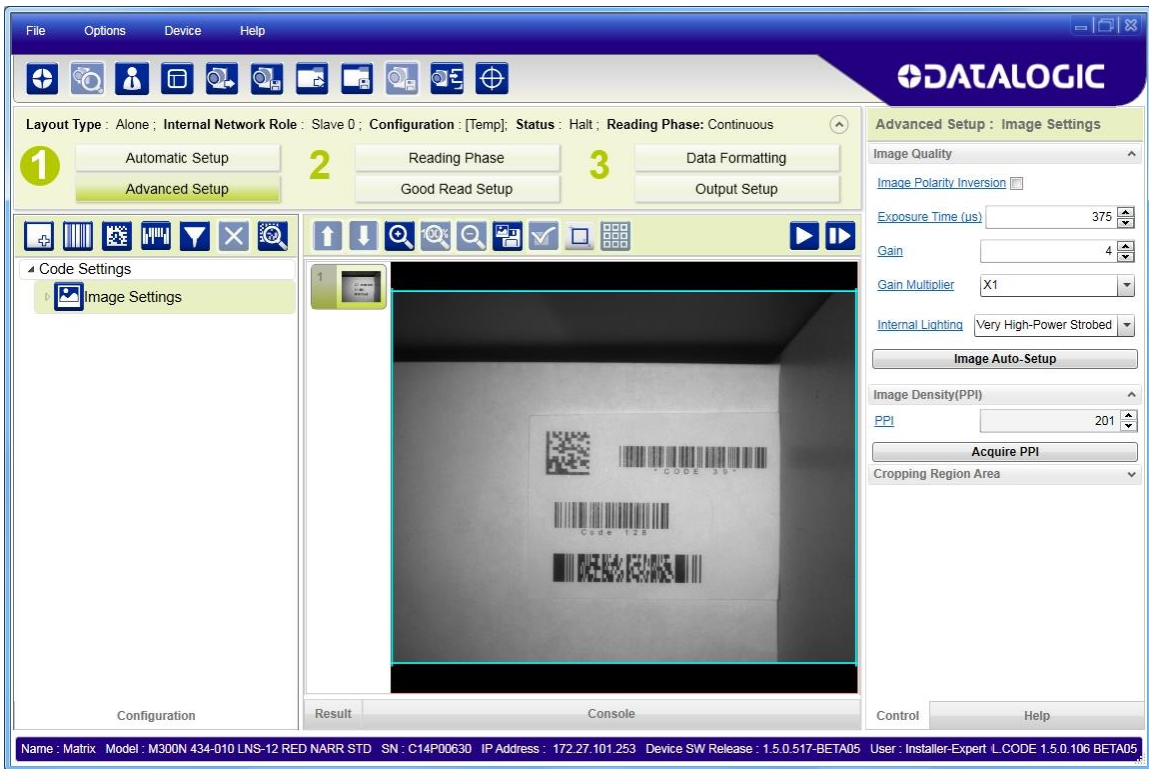 File Options Device Help
DATALOGIC
Layout Type : Alone ; Internal Network Role : Slave 0 ; Configuration : [Temp]; Status : Halt ; Reading Phase: Continuous
1 Automatic Setup
Advanced Setup
2 Reading Phase
Good Read Setup
3 Data Formatting
Output Setup
100%
Code Settings
Image Settings
1
*CODE 39*
Code 128
Configuration
Result Console
Advanced Setup : Image Settings
Image Quality
Image Polarity Inversion
Exposure Time (µs) 375
Gain 4
Gain Multiplier X1
Internal Lighting Very High-Power Strobed
Image Auto-Setup
Image Density(PPI)
PPI 201
Acquire PPI
Cropping Region Area
Control Help
Name : Matrix Model : M300N 434-010 LNS-12 RED NARR STD SN : C14P00630 IP Address : 172.27.101.253 Device SW Release : 1.5.0.517-BETA05 User : Installer-Expert L.CODE 1.5.0.106 BETA05